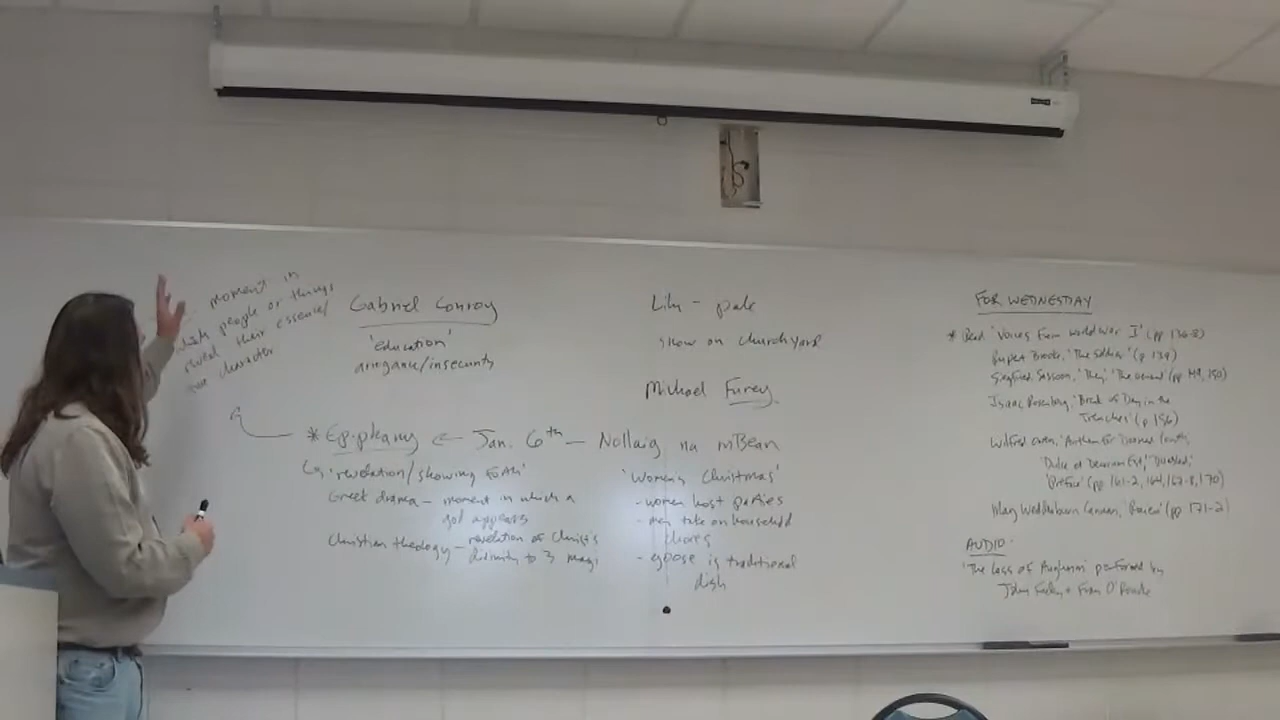 moment in
which people or things
reveal their essence/
true character
Gabriel Conroy
'education'
arrogance/insecurity
Lily - pale
snow on churchyard
Michael Furey
* Epiphany ← Jan. 6th - Nollaig na mBean
↳ 'revelation/showing forth'
Greek drama - moment in which a
god appears
Christian theology - revelation of Christ's
divinity to 3 magi
'Women's Christmas'
- women host parties
- men take on household
chores
- goose is traditional
dish
FOR WEDNESDAY
* Read 'Voices from World War I' (pp
Rupert Brooke, 'The Soldier' (p 139)
Siegfried Sassoon, 'They,' 'The General' (pp 149, 150)
Isaac Rosenberg, 'Break of Day in the
Trenches' (p 156)
Wilfred Owen, 'Anthem for Doomed Youth,'
'Dulce et Decorum Est,'
'Preface' (pp 161-2, 164, 167-8, 170)
May Wedderburn Cannan, 'Rouen' (pp 171-2)
AUDIO:
'The Lass of Aughrim' performed by
John Feeley + Fran O'Rourke